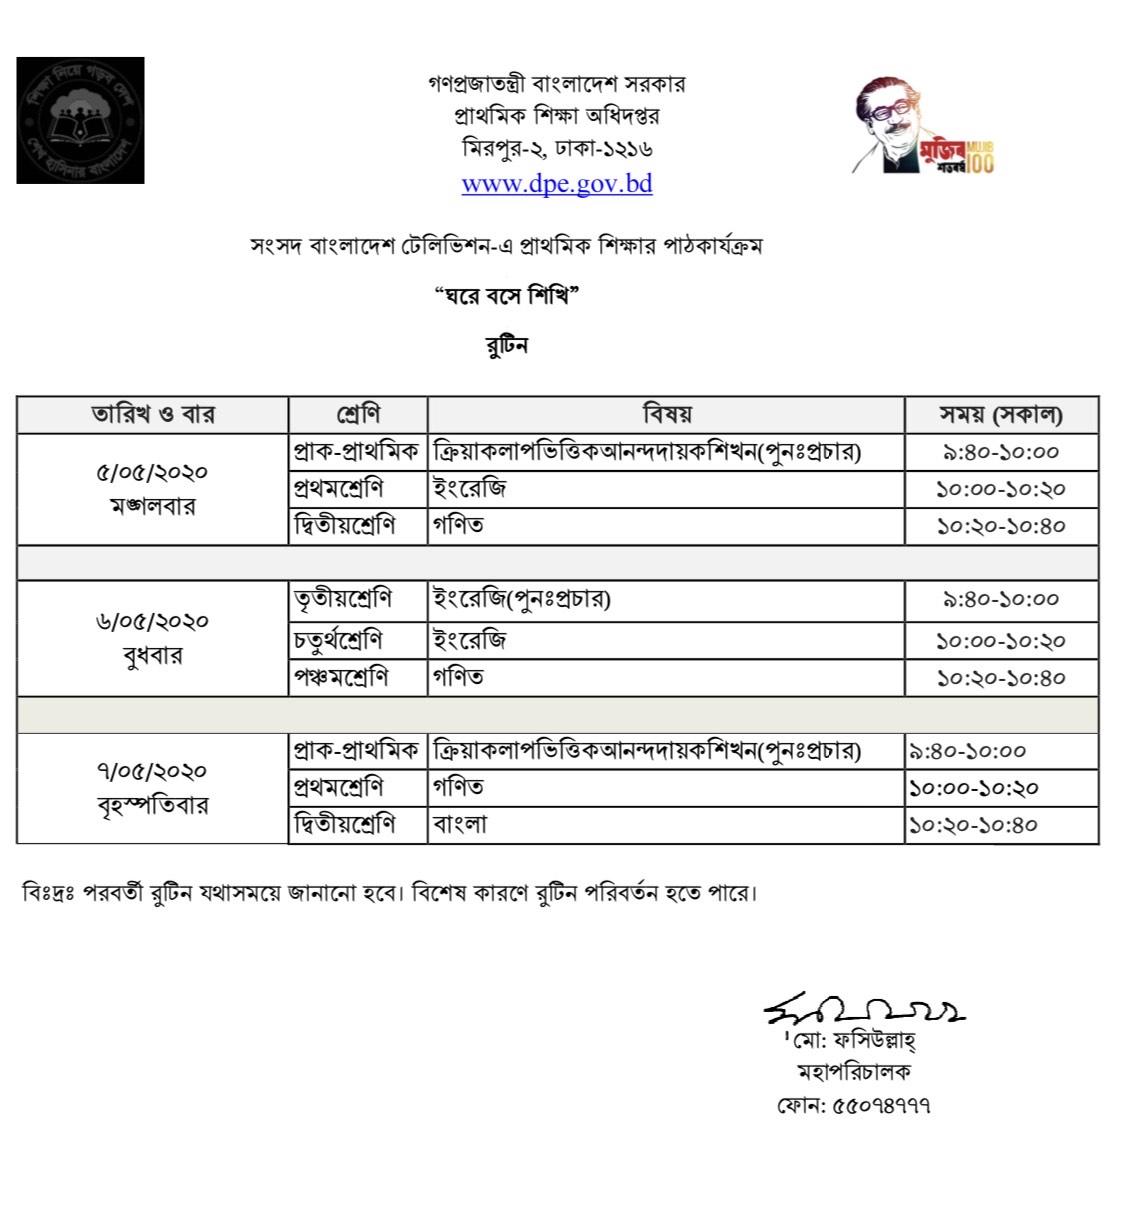 শিক্ষা নিয়ে গড়ব দেশ
শেখ হাসিনার বাংলাদেশ
গণপ্রজাতন্ত্রী বাংলাদেশ সরকার
প্রাথমিক শিক্ষা অধিদপ্তর
মিরপুর-২, ঢাকা-১২১৬
www.dpe.gov.bd
মুজিব MUJIB
শতবর্ষ 100
সংসদ বাংলাদেশ টেলিভিশন-এ প্রাথমিক শিক্ষার পাঠকার্যক্রম
“ঘরে বসে শিখি”
রুটিন
তারিখ ও বার শ্রেণি বিষয় সময় (সকাল)
৫/০৫/২০২০ মঙ্গলবার প্রাক-প্রাথমিক ক্রিয়াকলাপভিত্তিকআনন্দদায়কশিখন(পুনঃপ্রচার) ৯:৪০-১০:০০
প্রথমশ্রেণি ইংরেজি ১০:০০-১০:২০
দ্বিতীয়শ্রেণি গণিত ১০:২০-১০:৪০
৬/০৫/২০২০ বুধবার তৃতীয়শ্রেণি ইংরেজি(পুনঃপ্রচার) ৯:৪০-১০:০০
চতুর্থশ্রেণি ইংরেজি ১০:০০-১০:২০
পঞ্চমশ্রেণি গণিত ১০:২০-১০:৪০
৭/০৫/২০২০ বৃহস্পতিবার প্রাক-প্রাথমিক ক্রিয়াকলাপভিত্তিকআনন্দদায়কশিখন(পুনঃপ্রচার) ৯:৪০-১০:০০
প্রথমশ্রেণি গণিত ১০:০০-১০:২০
দ্বিতীয়শ্রেণি বাংলা ১০:২০-১০:৪০
বিঃদ্রঃ পরবর্তী রুটিন যথাসময়ে জানানো হবে। বিশেষ কারণে রুটিন পরিবর্তন হতে পারে।
মো: ফসিউল্লাহ্
মহাপরিচালক
ফোন: ৫৫০৭৪৭৭৭